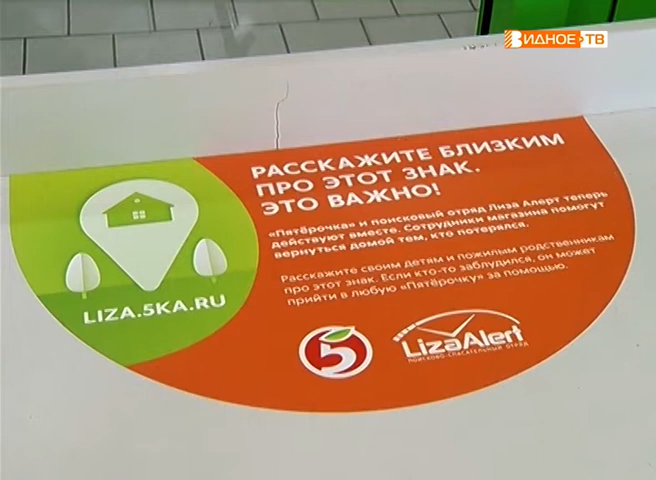 ВИДНОЕ-ТВ
РАССКАЖИТЕ БЛИЗКИМ
ПРО ЭТОТ ЗНАК.
ЭТО ВАЖНО!
«Пятёрочка» и поисковый отряд Лиза Алерт теперь
действуют вместе. Сотрудники магазина помогут
вернуться домой тем, кто потерялся.
Расскажите своим детям и пожилым родственникам
про этот знак. Если кто-то заблудился, он может
прийти в любую «Пятёрочку» за помощью.
LIZA.5KA.RU
5
LizaAlert
ПОИСКОВО-СПАСАТЕЛЬНЫЙ ОТРЯД